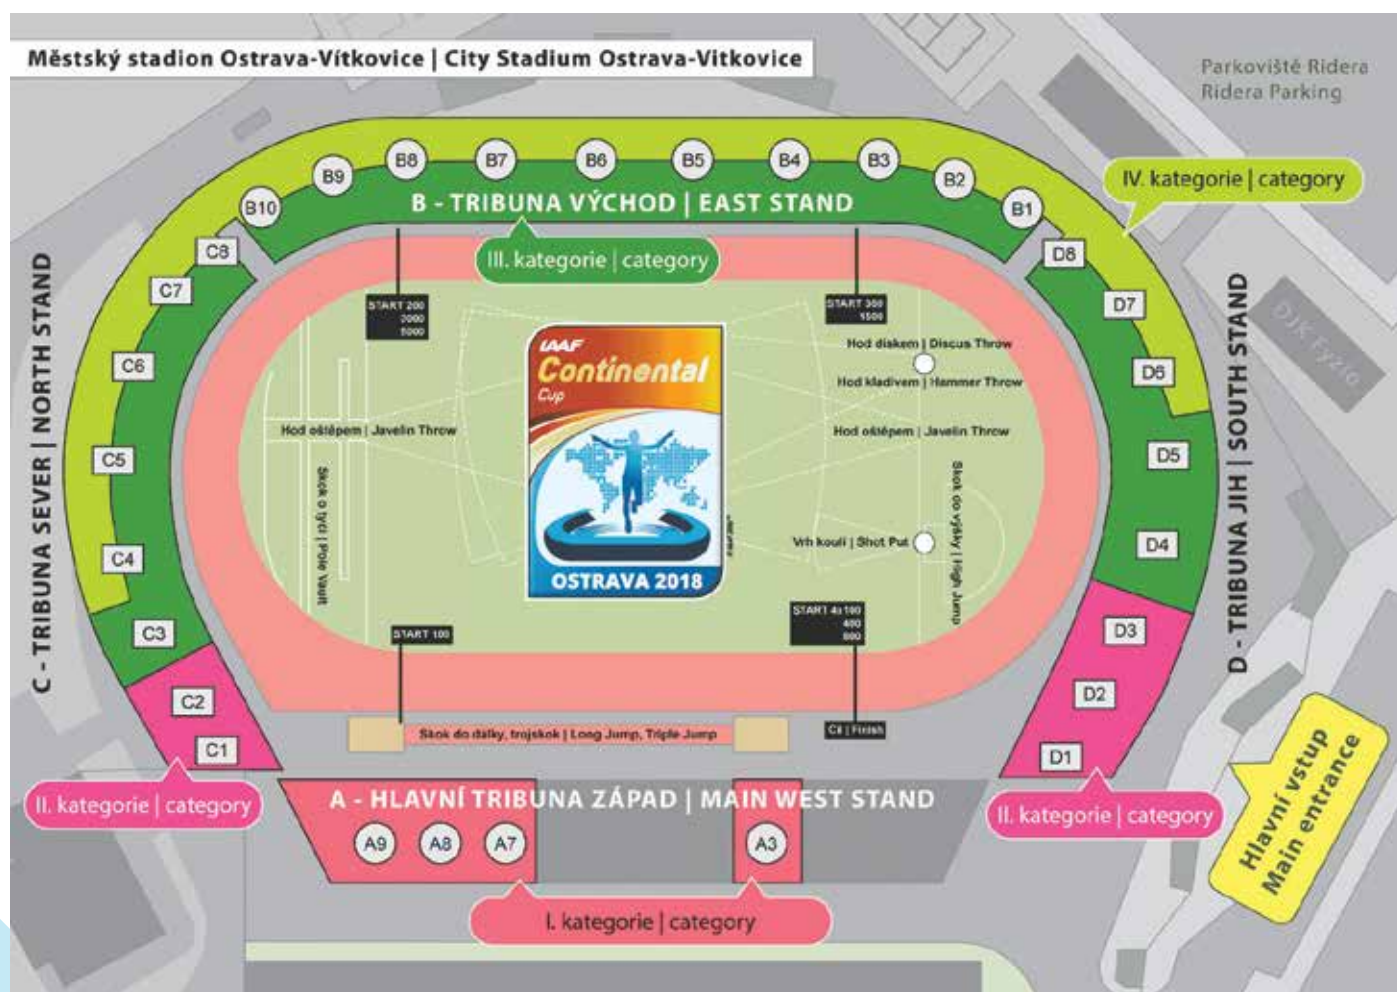 Městský stadion Ostrava-Vítkovice | City Stadium Ostrava-Vitkovice
Parkoviště Ridera
Ridera Parking
IV. kategorie | category
B8
B7
B6
B5
B4
B3
B9
B2
B10
B1
B - TRIBUNA VÝCHOD | EAST STAND
III. kategorie | category
C8
C7
C6
C5
C4
C3
C2
C1
C - TRIBUNA SEVER | NORTH STAND
D8
D7
D6
D5
D4
D3
D2
D1
D - TRIBUNA JIH | SOUTH STAND
DJK Fyzio
START 200
3000
5000
START 300
1500
Hod diskem | Discus Throw
Hod kladivem | Hammer Throw
Hod oštěpem | Javelin Throw
Hod oštěpem | Javelin Throw
IAAF
Continental
Cup
OSTRAVA 2018
Skok o tyči | Pole Vault
Skok do výšky | High Jump
Vrh koulí | Shot Put
START 100
START 4x100
400
800
Skok do dálky, trojskok | Long Jump, Triple Jump
Cíl | Finish
II. kategorie | category
II. kategorie | category
A - HLAVNÍ TRIBUNA ZÁPAD | MAIN WEST STAND
A9
A8
A7
A3
I. kategorie | category
Hlavní vstup
Main entrance